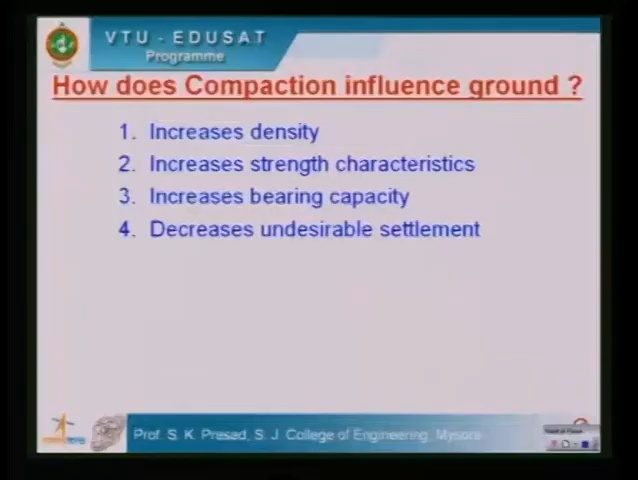 VTU - EDUSAT
Programme
How does Compaction influence ground ?
1. Increases density
2. Increases strength characteristics
3. Increases bearing capacity
4. Decreases undesirable settlement
Prof. S. K. Prasad, S. J. College of Engineering, Mysore